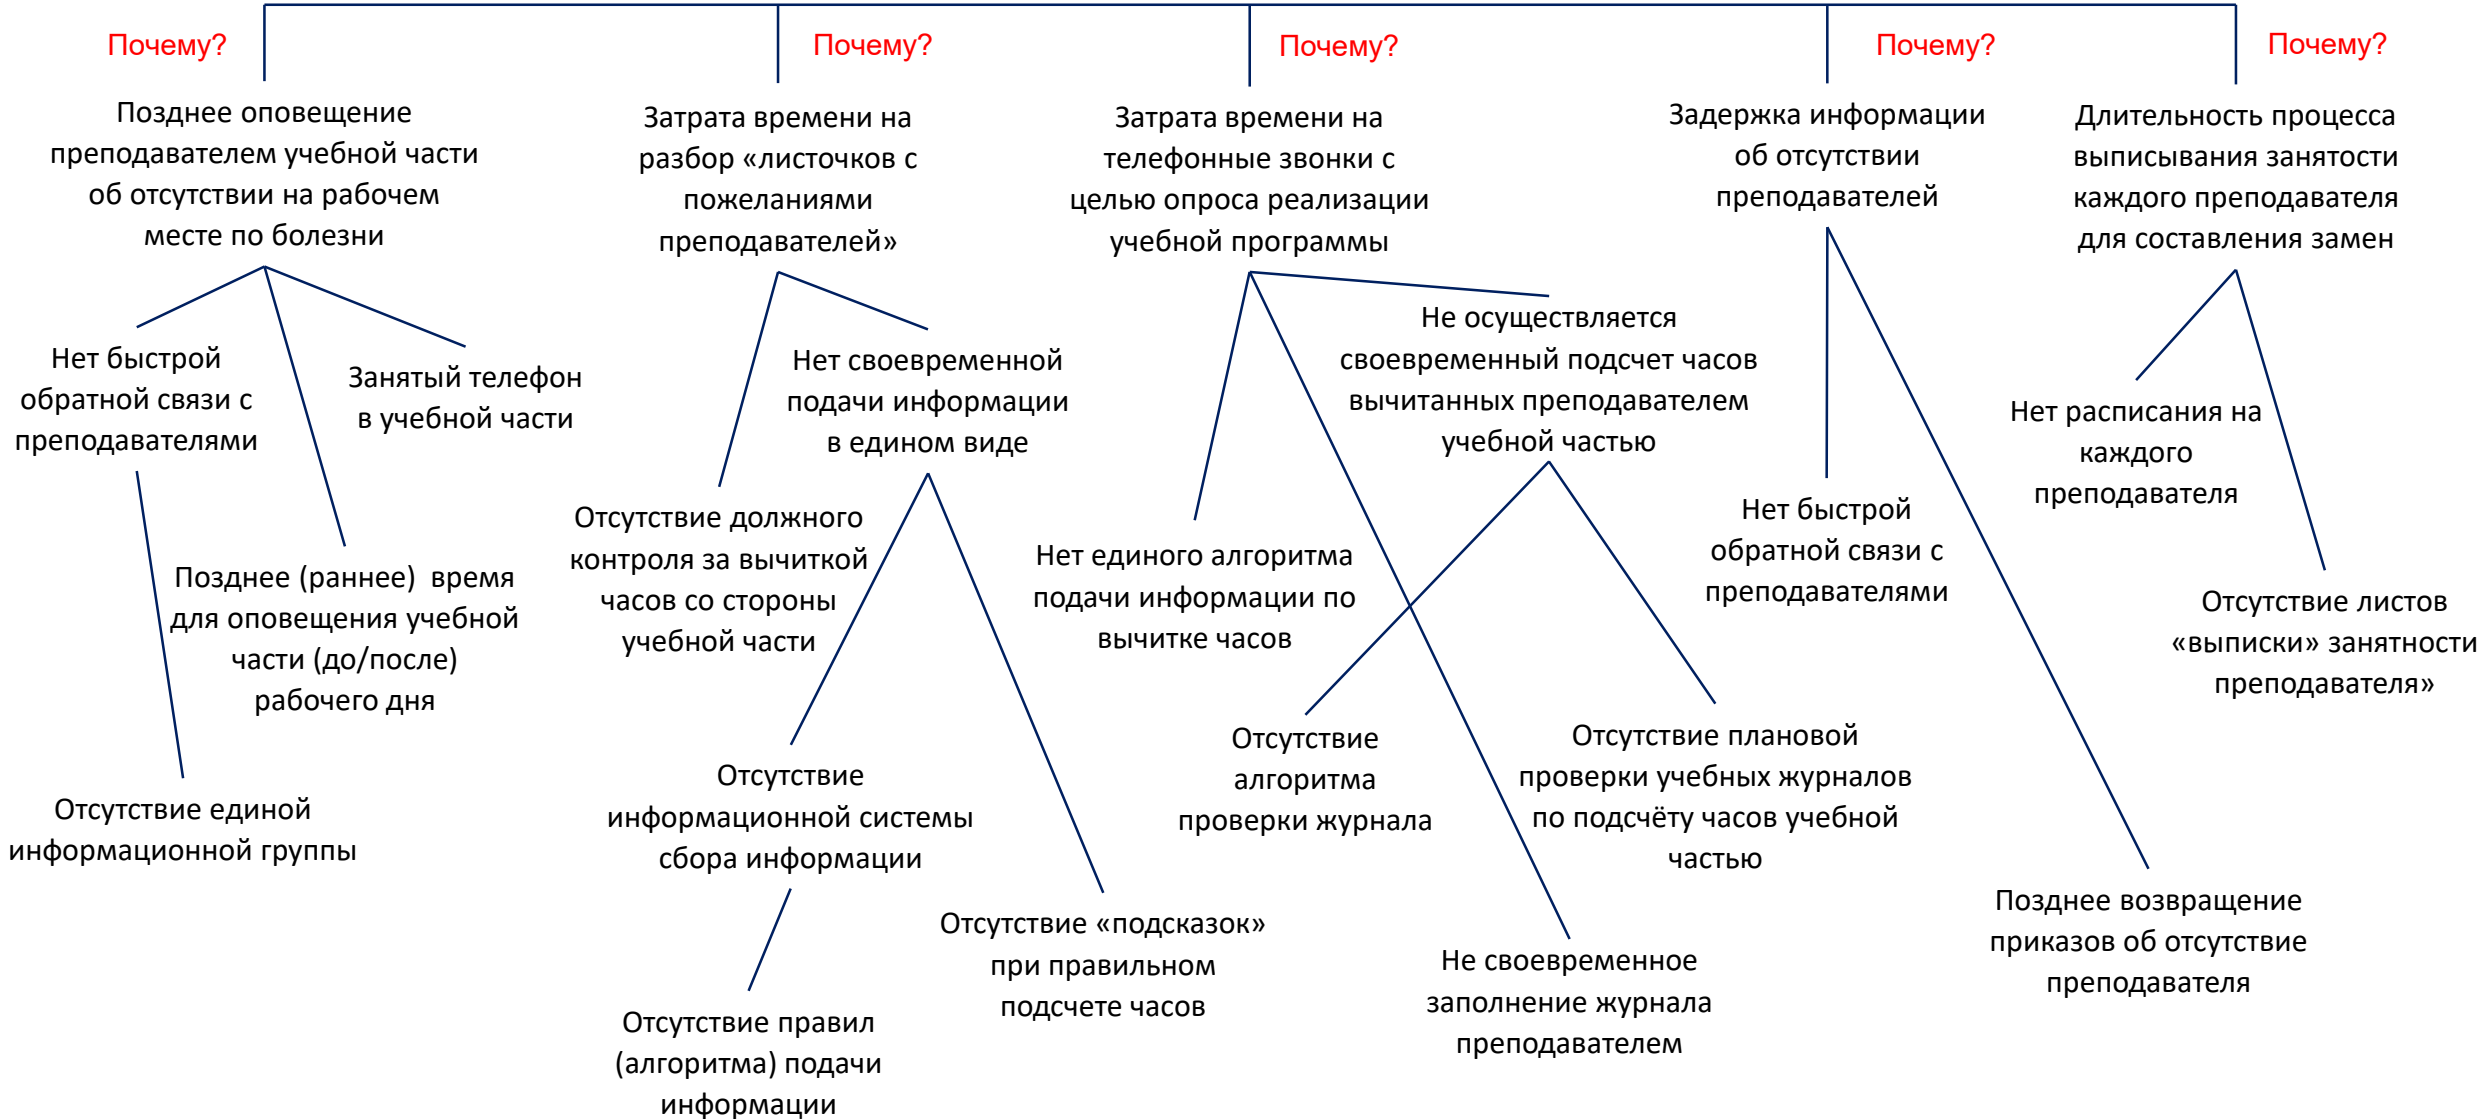 Почему?
Почему?
Почему?
Почему?
Почему?
Позднее оповещение
преподавателем учебной части
об отсутствии на рабочем
месте по болезни
Затрата времени на
разбор «листочков с
пожеланиями
преподавателей»
Затрата времени на
телефонные звонки с
целью опроса реализации
учебной программы
Задержка информации
об отсутствии
преподавателей
Длительность процесса
выписывания занятости
каждого преподавателя
для составления замен
Нет быстрой
обратной связи с
преподавателями
Занятый телефон
в учебной части
Нет своевременной
подачи информации
в едином виде
Не осуществляется
своевременный подсчет часов
вычитанных преподавателем
учебной частью
Нет расписания на
каждого
преподавателя
Позднее (раннее) время
для оповещения учебной
части (до/после)
рабочего дня
Отсутствие должного
контроля за вычиткой
часов со стороны
учебной части
Нет единого алгоритма
подачи информации по
вычитке часов
Нет быстрой
обратной связи с
преподавателями
Отсутствие листов
«выписки» занятности
преподавателя»
Отсутствие единой
информационной группы
Отсутствие
информационной системы
сбора информации
Отсутствие
алгоритма
проверки журнала
Отсутствие плановой
проверки учебных журналов
по подсчёту часов учебной
частью
Отсутствие «подсказок»
при правильном
подсчете часов
Не своевременное
заполнение журнала
преподавателем
Позднее возвращение
приказов об отсутствие
преподавателя
Отсутствие правил
(алгоритма) подачи
информации